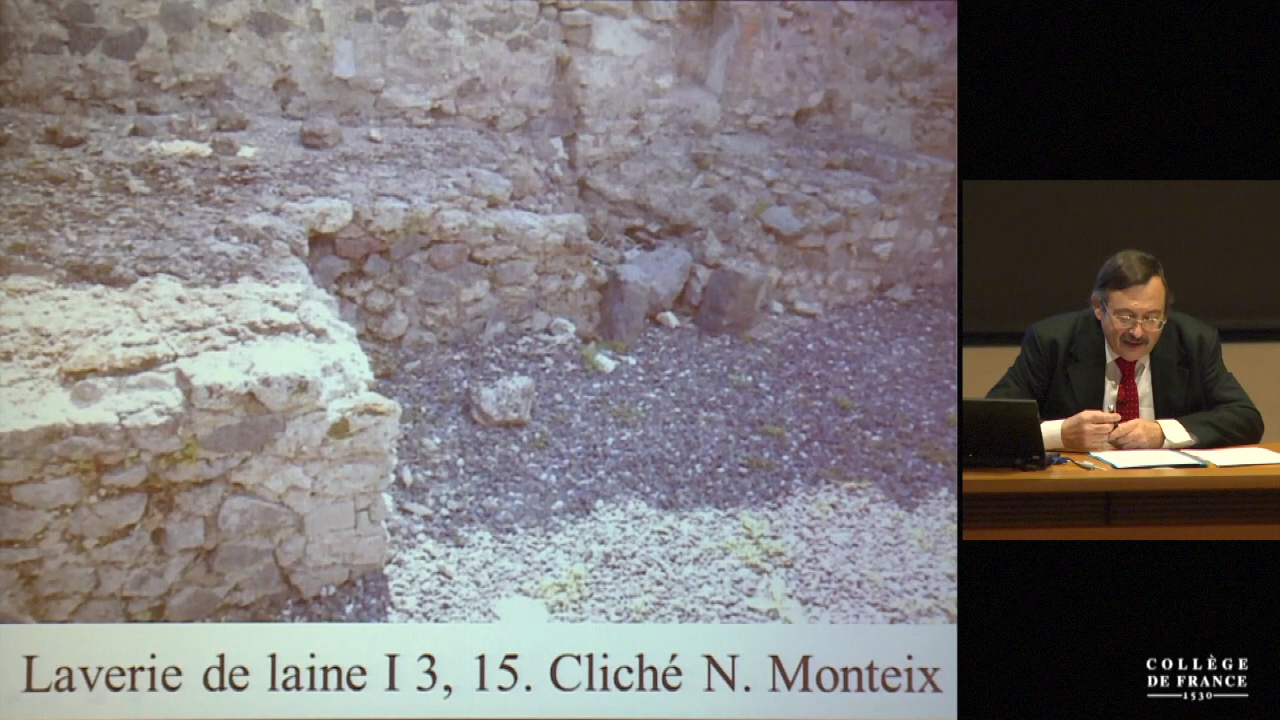 Laverie de laine I 3, 15. Cliché N. Monteix
COLLÈGE
DE FRANCE
1530